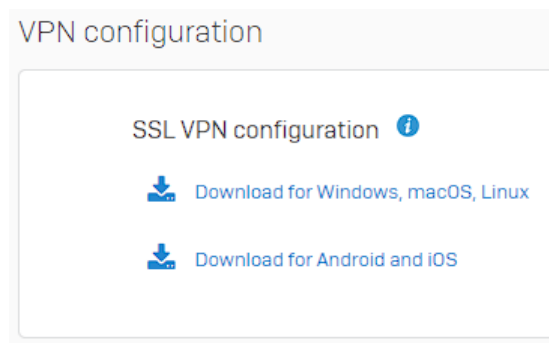 VPN configuration
SSL VPN configuration
Download for Windows, macOS, Linux
Download for Android and iOS